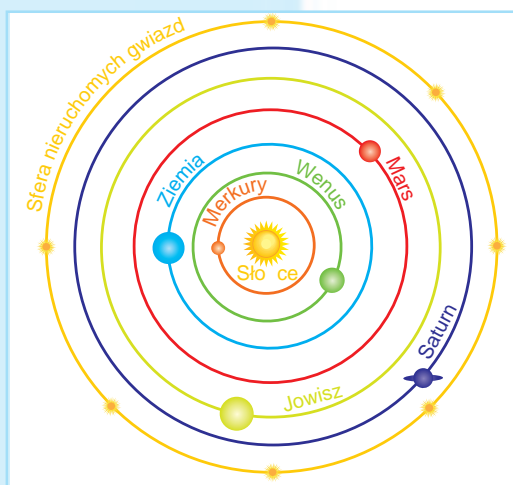 Sfera nieruchomych gwiazd
Ziemia
Merkury
Wenus
Mars
Sło ce
Saturn
Jowisz